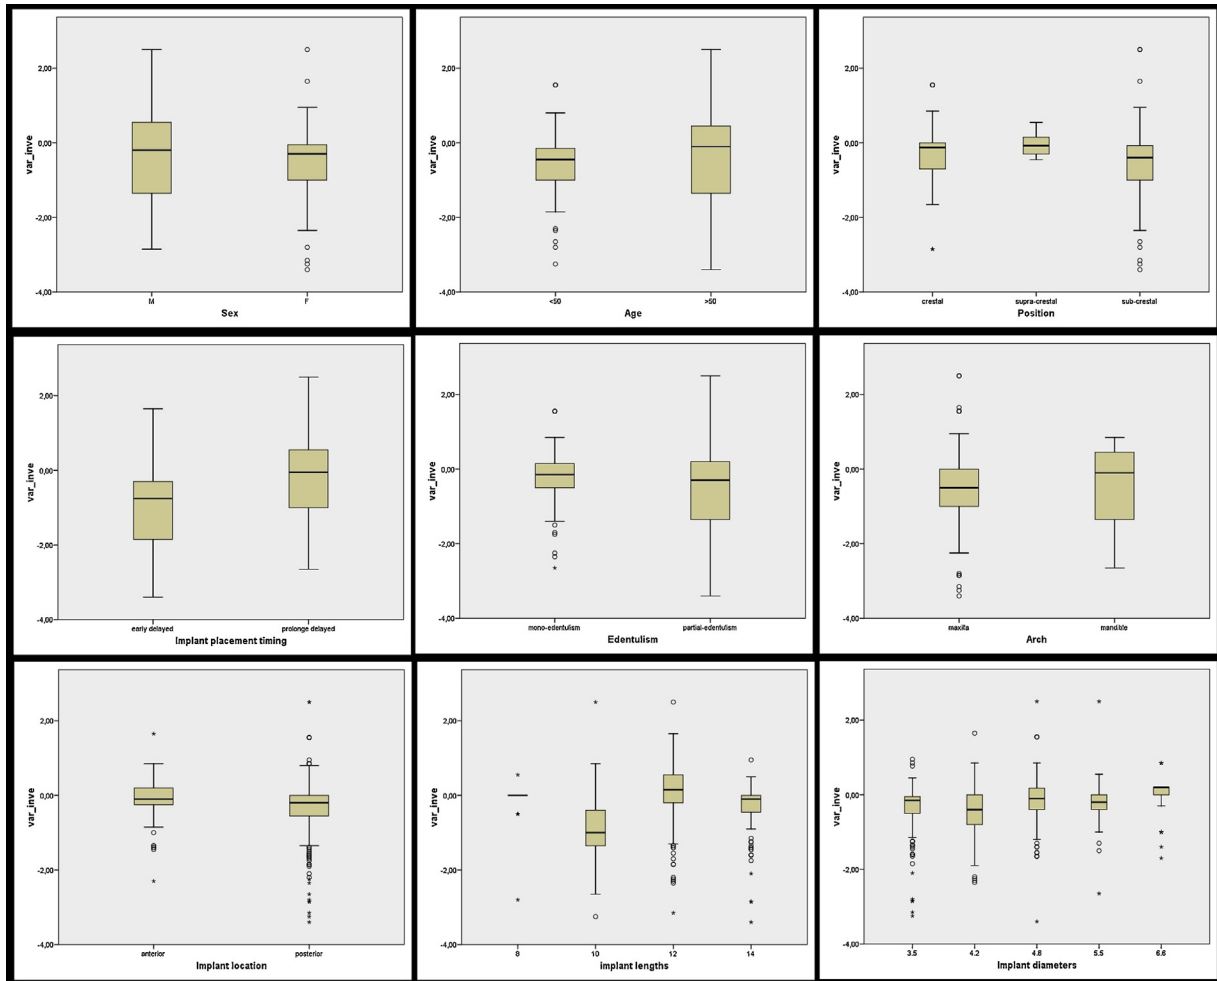 2,00
0,00
-2,00
-4,00
var_inve
M F
Sex
2,00
0,00
-2,00
-4,00
var_inve
<50 >50
Age
2,00
0,00
-2,00
-4,00
var_inve
crestal supra-crestal sub-crestal
Position
2,00
0,00
-2,00
-4,00
var_inve
early delayed prolonge delayed
Implant placement timing
2,00
0,00
-2,00
-4,00
var_inve
mono-edentulism partial-edentulism
Edentulism
2,00
0,00
-2,00
-4,00
var_inve
maxilla mandible
Arch
2,00
0,00
-2,00
-4,00
var_inve
anterior posterior
Implant location
2,00
0,00
-2,00
-4,00
var_inve
8 10 12 14
implant lengths
2,00
0,00
-2,00
-4,00
var_inve
3.5 4.2 4.8 5.5 6.6
Implant diameters